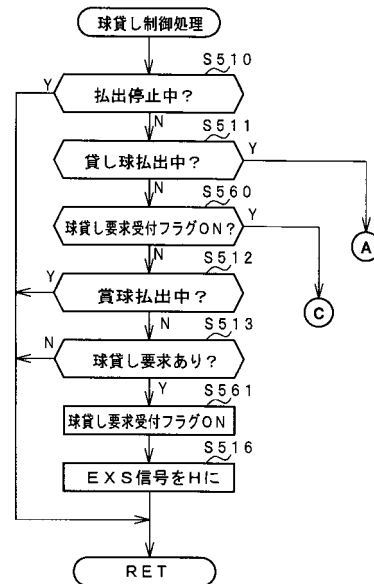 球貸し制御処理
S510
Y
払出停止中?
N
S511
貸し球払出中?
Y
N
S560
球貸し要求受付フラグON?
Y
A
N
S512
Y
賞球払出中?
C
N
S513
N
球貸し要求あり?
Y
S561
球貸し要求受付フラグON
S516
EXS信号をHに
RET